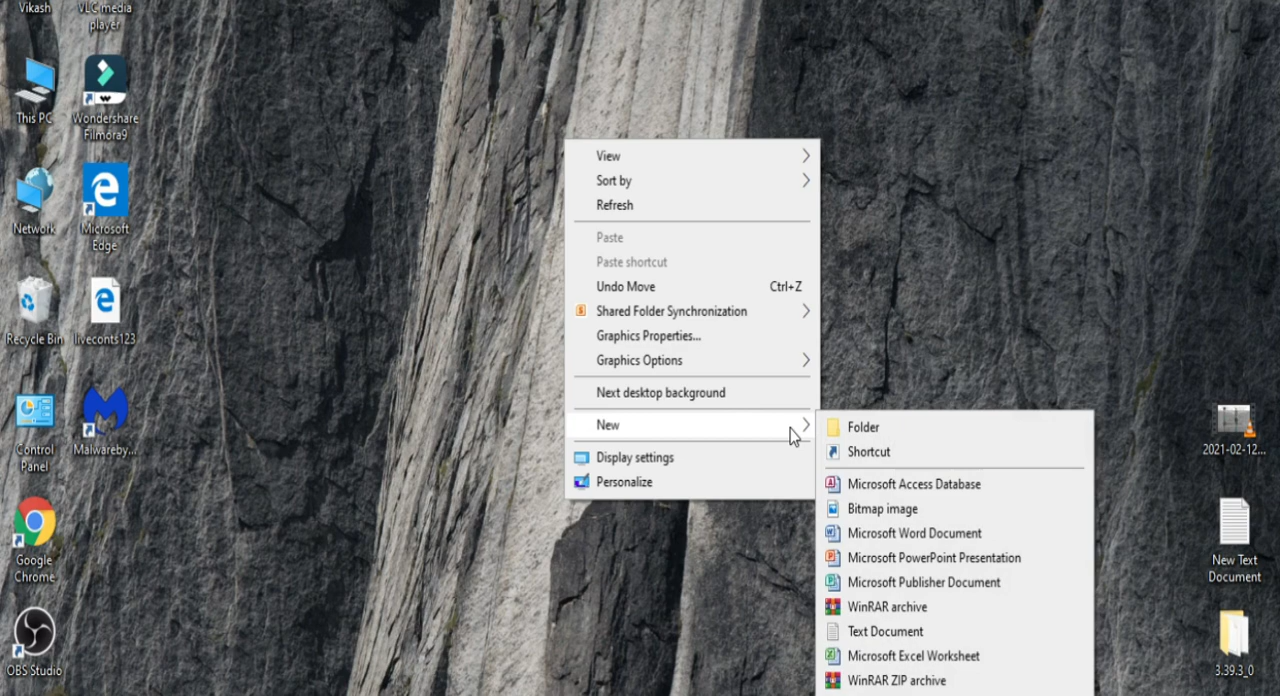 Vikash
VLC media
player
This PC
Wondershare
Filmora9
Network
Microsoft
Edge
Recycle Bin
liveconts123
Control
Panel
Malwareby...
Google
Chrome
OBS Studio
View
Sort by
Refresh
Paste
Paste shortcut
Undo Move Ctrl+Z
Shared Folder Synchronization
Graphics Properties...
Graphics Options
Next desktop background
New
Display settings
Personalize
Folder
Shortcut
Microsoft Access Database
Bitmap image
Microsoft Word Document
Microsoft PowerPoint Presentation
Microsoft Publisher Document
WinRAR archive
Text Document
Microsoft Excel Worksheet
WinRAR ZIP archive
2021-02-12...
New Text
Document
3.39.3_0